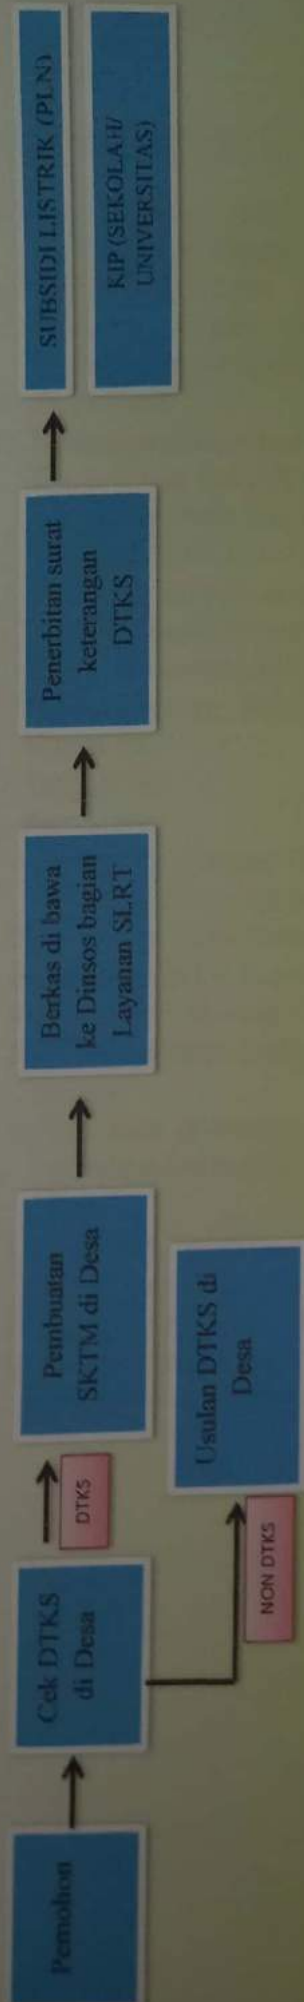 Pemohon
Cek DTKS
di Desa
DTKS
Pembuatan
SKTM di Desa
NON DTKS
Usulan DTKS di
Desa
Berkas di bawa
ke Dinsos bagian
Layanan SLRT
Penerbitan surat
keterangan
DTKS
SUBSIDI LISTRIK (PLN)
KIP (SEKOLAH/
UNIVERSITAS)